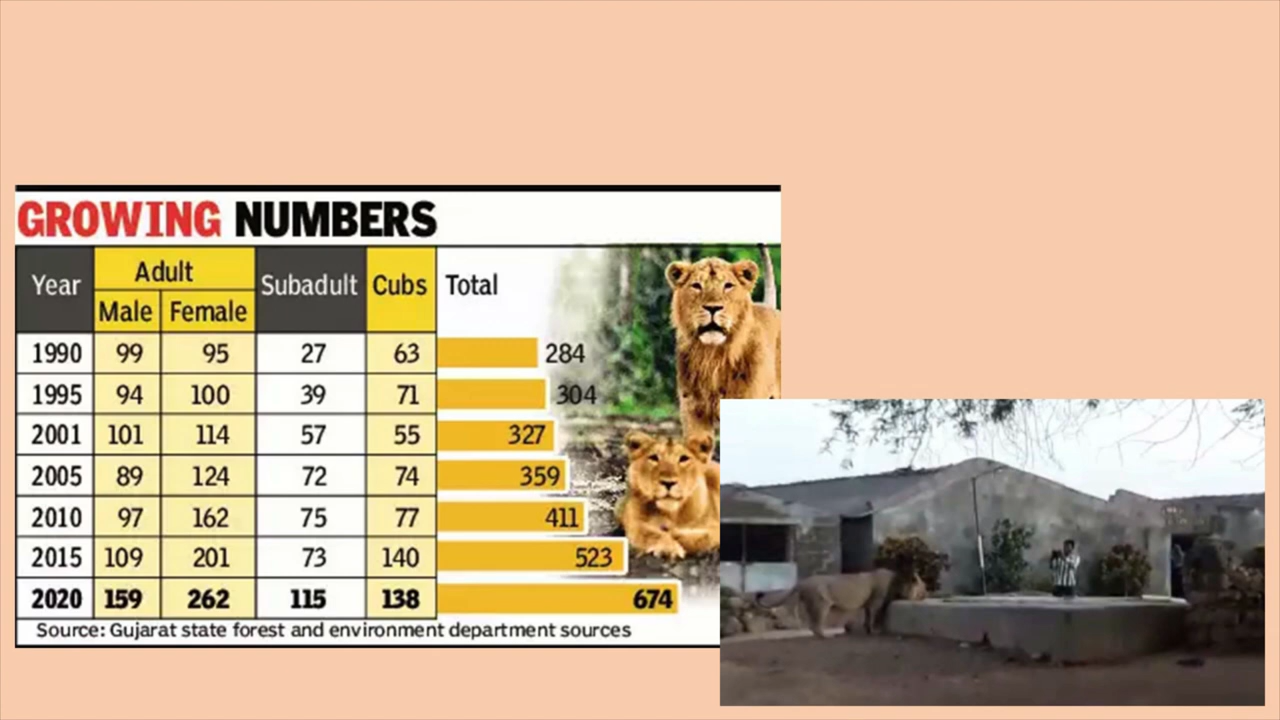 GROWING NUMBERS
Year Adult Subadult Cubs Total
Male Female
1990 99 95 27 63 284
1995 94 100 39 71 304
2001 101 114 57 55 327
2005 89 124 72 74 359
2010 97 162 75 77 411
2015 109 201 73 140 523
2020 159 262 115 138 674
Source: Gujarat state forest and environment department sources